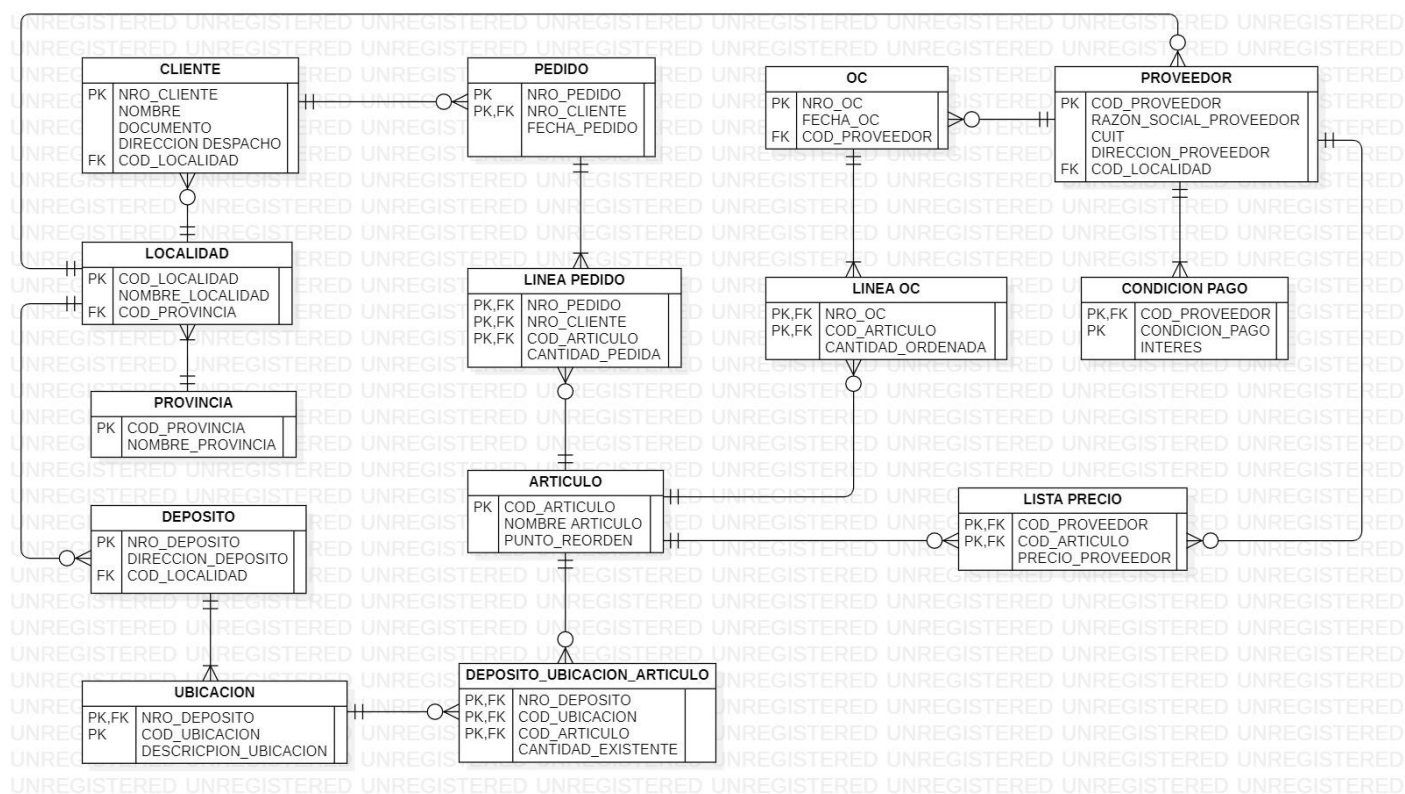 CLIENTE
PK NRO_CLIENTE
NOMBRE
DOCUMENTO
DIRECCION DESPACHO
FK COD_LOCALIDAD
PEDIDO
PK NRO_PEDIDO
PK,FK NRO_CLIENTE
FECHA_PEDIDO
OC
PK NRO_OC
FECHA_OC
FK COD_PROVEEDOR
PROVEEDOR
PK COD_PROVEEDOR
RAZON_SOCIAL_PROVEEDOR
CUIT
DIRECCION_PROVEEDOR
FK COD_LOCALIDAD
LOCALIDAD
PK COD_LOCALIDAD
NOMBRE_LOCALIDAD
FK COD_PROVINCIA
LINEA PEDIDO
PK,FK NRO_PEDIDO
PK,FK NRO_CLIENTE
PK,FK COD_ARTICULO
CANTIDAD_PEDIDA
LINEA OC
PK,FK NRO_OC
PK,FK COD_ARTICULO
CANTIDAD_ORDENADA
CONDICION PAGO
PK,FK COD_PROVEEDOR
PK CONDICION_PAGO
INTERES
PROVINCIA
PK COD_PROVINCIA
NOMBRE_PROVINCIA
ARTICULO
PK COD_ARTICULO
NOMBRE ARTICULO
PUNTO_REORDEN
LISTA PRECIO
PK,FK COD_PROVEEDOR
PK,FK COD_ARTICULO
PRECIO_PROVEEDOR
DEPOSITO
PK NRO_DEPOSITO
DIRECCION_DEPOSITO
FK COD_LOCALIDAD
UBICACION
PK,FK NRO_DEPOSITO
PK COD_UBICACION
DESCRICPION_UBICACION
DEPOSITO_UBICACION_ARTICULO
PK,FK NRO_DEPOSITO
PK,FK COD_UBICACION
PK,FK COD_ARTICULO
CANTIDAD_EXISTENTE
UNREGISTERED